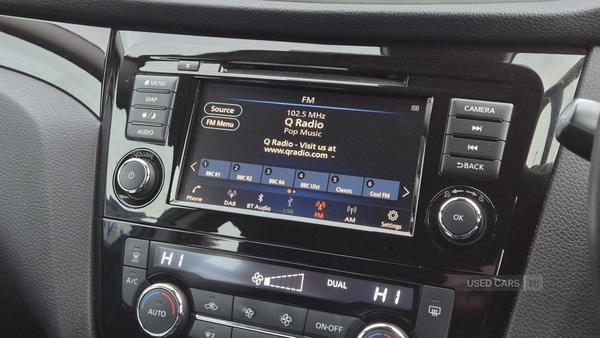 MENU
MAP
AUDIO
FM
Source
FM Menu
102.5 MHz
Q Radio
Pop Music
Q Radio - Visit us at
www.qradio.com
1 2 3 4 5 6
BBC R1 BBC R2 BBC R4 BBC Ulst Classic Cool FM
Phone DAB BT Audio USB FM AM Settings
CAMERA
BACK
OK
A/C
HI DUAL HI
AUTO
ON·OFF
USED CARS NI